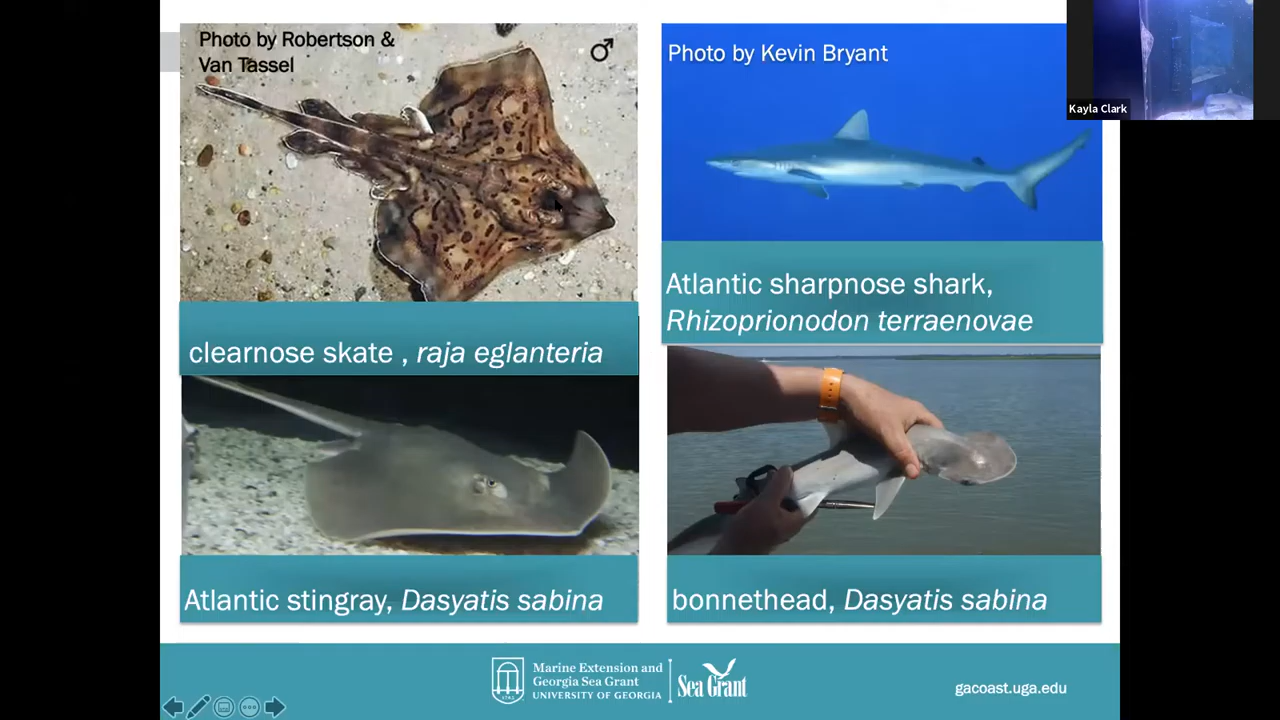 Photo by Robertson &
Van Tassel
♂
clearnose skate , raja eglanteria
Photo by Kevin Bryant
Atlantic sharpnose shark,
Rhizoprionodon terraenovae
Atlantic stingray, Dasyatis sabina
bonnethead, Dasyatis sabina
Kayla Clark
1785
Marine Extension and
Georgia Sea Grant
UNIVERSITY OF GEORGIA
Sea Grant
gacoast.uga.edu